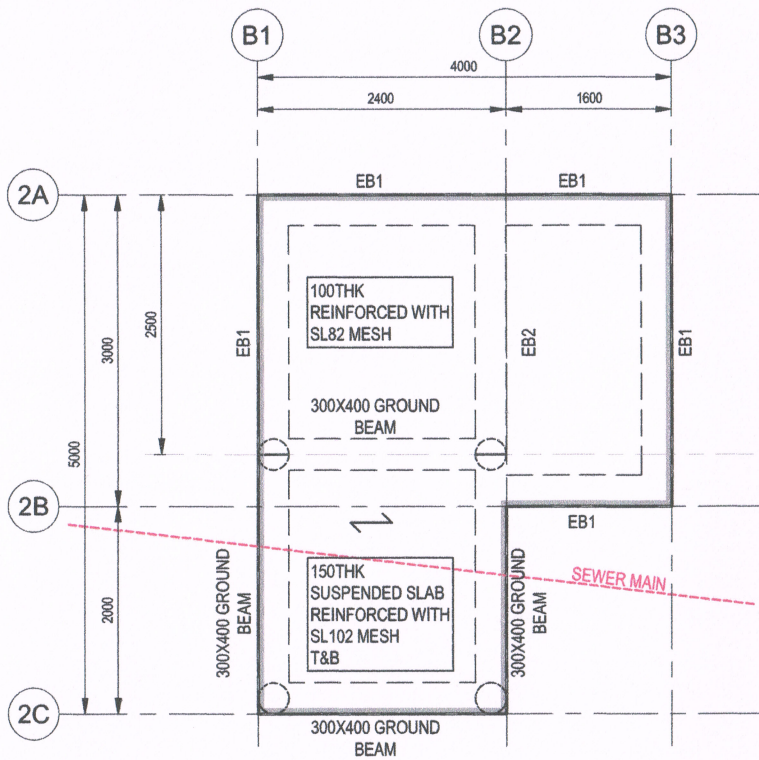 B1
B2
B3
4000
2400
1600
2A
EB1
EB1
100THK
REINFORCED WITH
SL82 MESH
2500
3000
5000
EB1
EB2
EB1
300X400 GROUND
BEAM
2B
EB1
SEWER MAIN
150THK
SUSPENDED SLAB
REINFORCED WITH
SL102 MESH
T&B
2000
300X400 GROUND
BEAM
300X400 GROUND
BEAM
2C
300X400 GROUND
BEAM